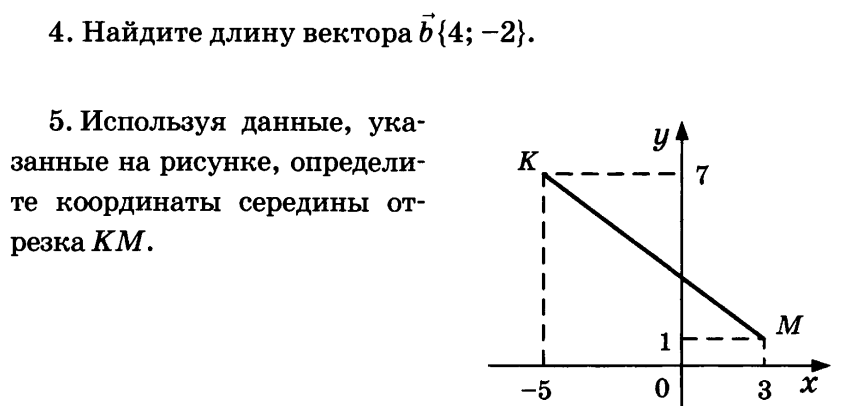 4. Найдите длину вектора b⃗{4; −2}.
5. Используя данные, ука-
занные на рисунке, определи-
те координаты середины от-
резка KM.
y
K
7
M
1
−5
0
3
x